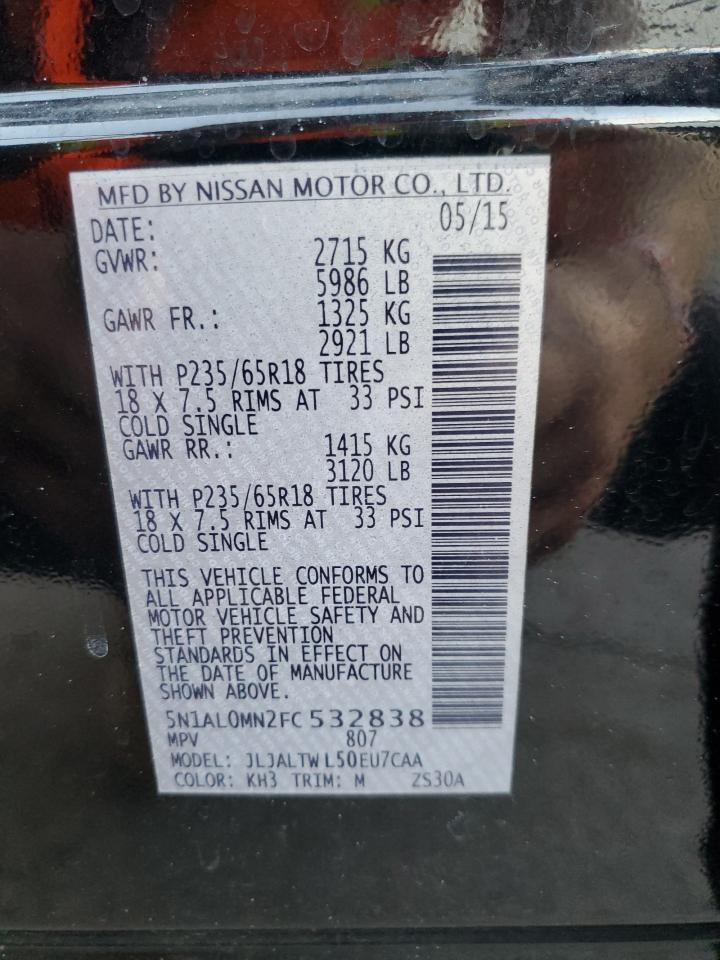 MFD BY NISSAN MOTOR CO., LTD.
DATE: 05/15
GVWR: 2715 KG
5986 LB
GAWR FR.: 1325 KG
2921 LB
WITH P235/65R18 TIRES
18 X 7.5 RIMS AT 33 PSI
COLD SINGLE
GAWR RR.: 1415 KG
3120 LB
WITH P235/65R18 TIRES
18 X 7.5 RIMS AT 33 PSI
COLD SINGLE
THIS VEHICLE CONFORMS TO
ALL APPLICABLE FEDERAL
MOTOR VEHICLE SAFETY AND
THEFT PREVENTION
STANDARDS IN EFFECT ON
THE DATE OF MANUFACTURE
SHOWN ABOVE.
5N1AL0MN2FC532838
MPV 807
MODEL: JLJALTWL50EU7CAA
COLOR: KH3 TRIM: M ZS30A